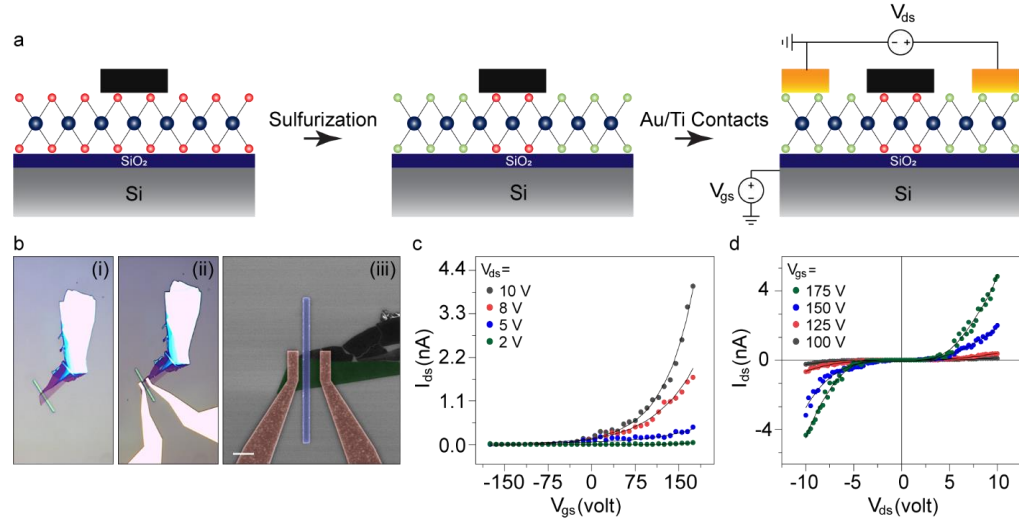 a
Sulfurization
Au/Ti Contacts
V_ds
SiO₂
Si
SiO₂
Si
V_gs
SiO₂
Si
b
(i)
(ii)
(iii)
c
V_ds=
10 V
8 V
5 V
2 V
I_ds(nA)
4.4
3.3
2.2
1.1
0.0
-150
-75
0
75
150
V_gs(volt)
d
V_gs=
175 V
150 V
125 V
100 V
I_ds(nA)
4
0
-4
-10
-5
0
5
10
V_ds(volt)